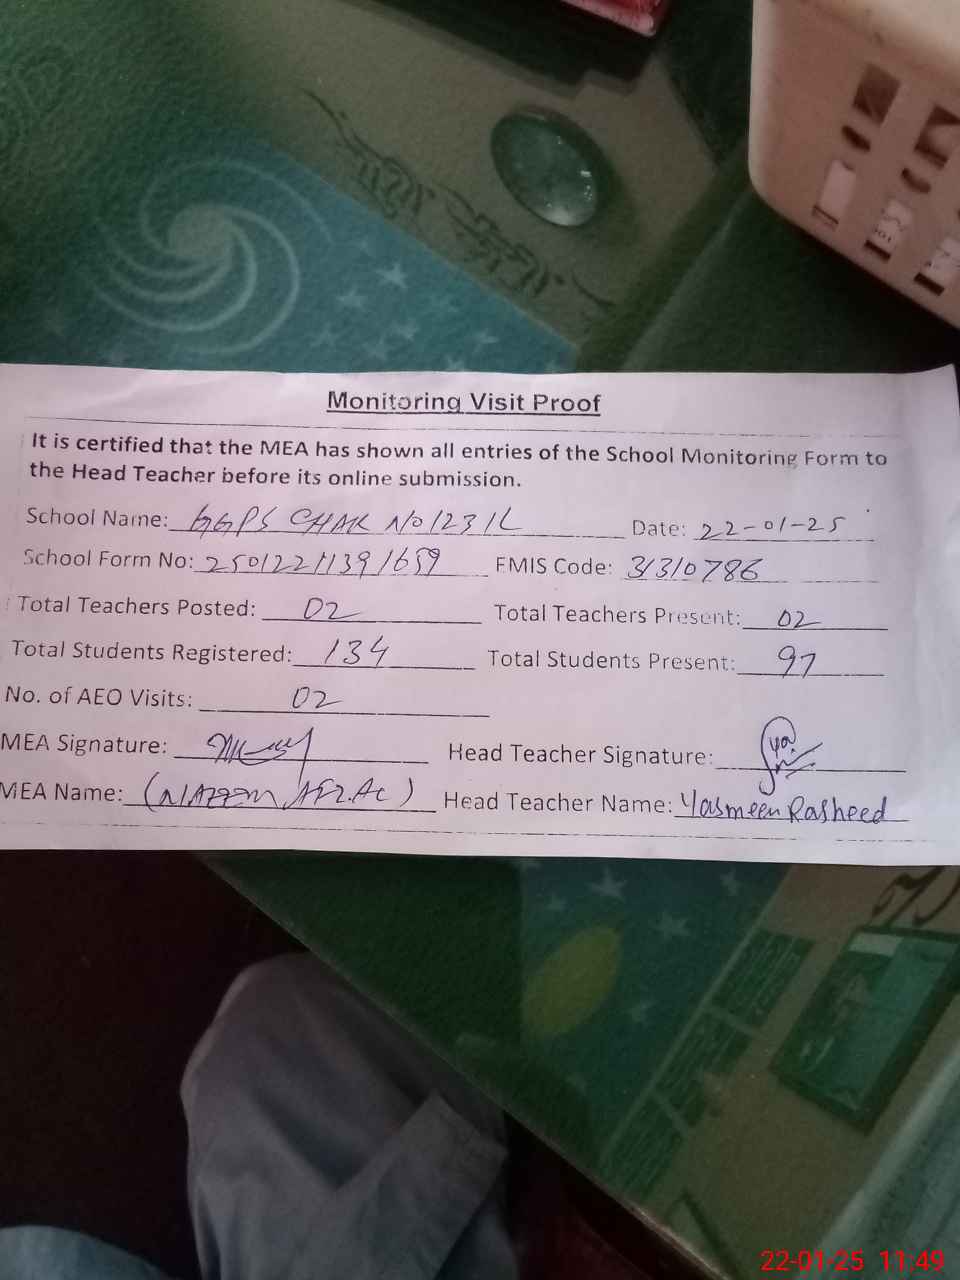 Monitoring Visit Proof
It is certified that the MEA has shown all entries of the School Monitoring Form to
the Head Teacher before its online submission.
School Name: GGPS CHAK NO 123 1L Date: 22-01-25
School Form No: 25012211391659 EMIS Code: 31310786
Total Teachers Posted: 02 Total Teachers Present: 02
Total Students Registered: 134 Total Students Present: 97
No. of AEO Visits: 02
MEA Signature: Head Teacher Signature:
MEA Name: (NAZEEM ) Head Teacher Name: Yasmeen Rasheed
22-01-25 11:49